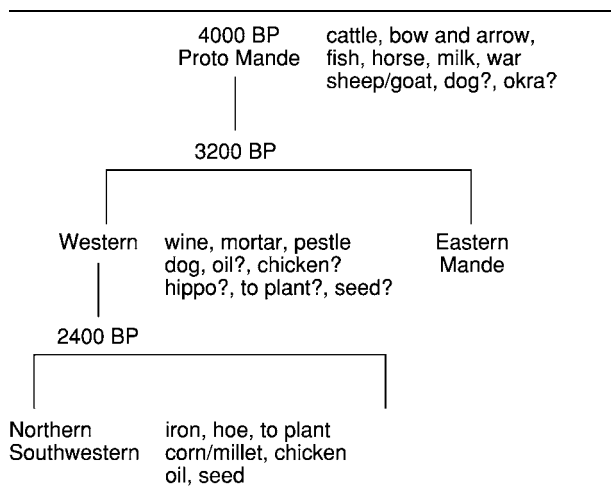 4000 BP
Proto Mande
cattle, bow and arrow,
fish, horse, milk, war
sheep/goat, dog?, okra?
3200 BP
Western
wine, mortar, pestle
dog, oil?, chicken?
hippo?, to plant?, seed?
Eastern
Mande
2400 BP
Northern
Southwestern
iron, hoe, to plant
corn/millet, chicken
oil, seed